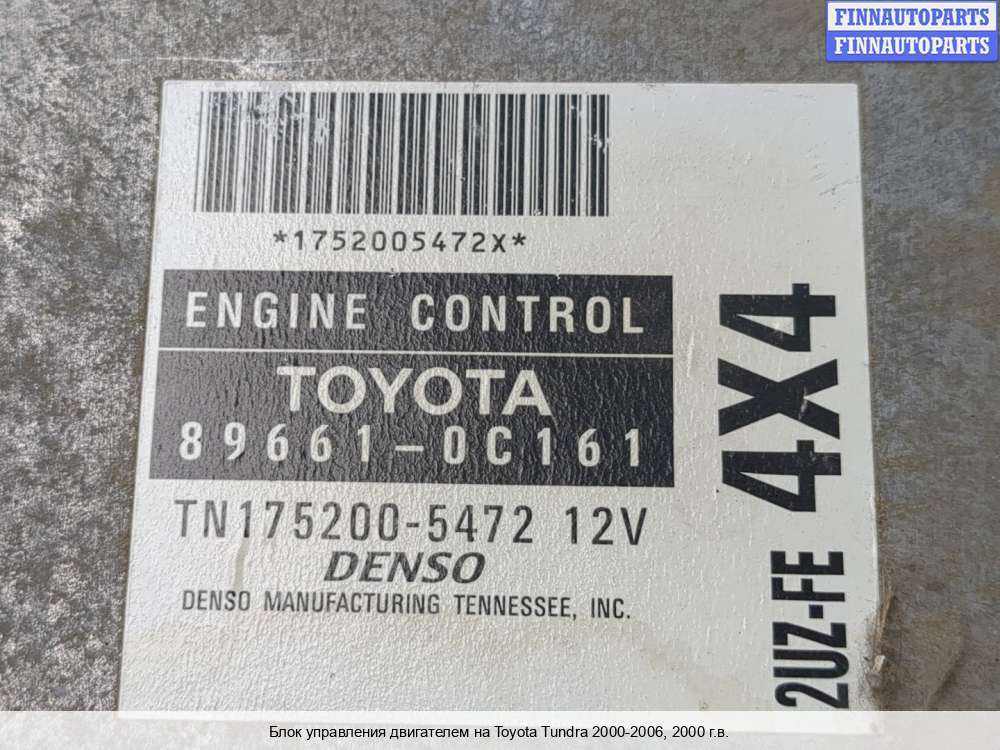 FINNAUTOPARTS
FINNAUTOPARTS
*1752005472X*
ENGINE CONTROL
TOYOTA
89661-0C161
TN175200-5472 12V
DENSO
DENSO MANUFACTURING TENNESSEE, INC.
2UZ-FE 4X4
Блок управления двигателем на Toyota Tundra 2000-2006, 2000 г.в.